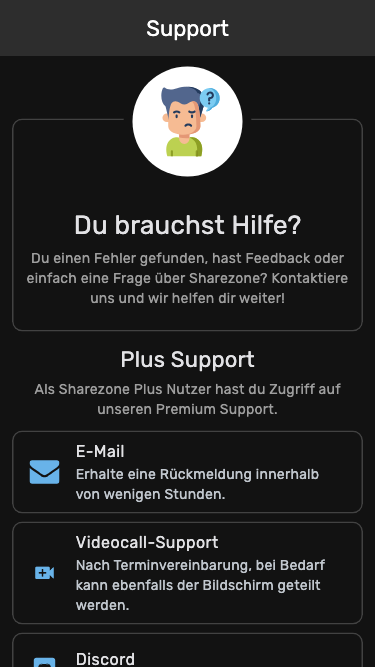 Support
?
Du brauchst Hilfe?
Du einen Fehler gefunden, hast Feedback oder
einfach eine Frage über Sharezone? Kontaktiere
uns und wir helfen dir weiter!
Plus Support
Als Sharezone Plus Nutzer hast du Zugriff auf
unseren Premium Support.
E-Mail
Erhalte eine Rückmeldung innerhalb
von wenigen Stunden.
Videocall-Support
Nach Terminvereinbarung, bei Bedarf
kann ebenfalls der Bildschirm geteilt
werden.
Discord